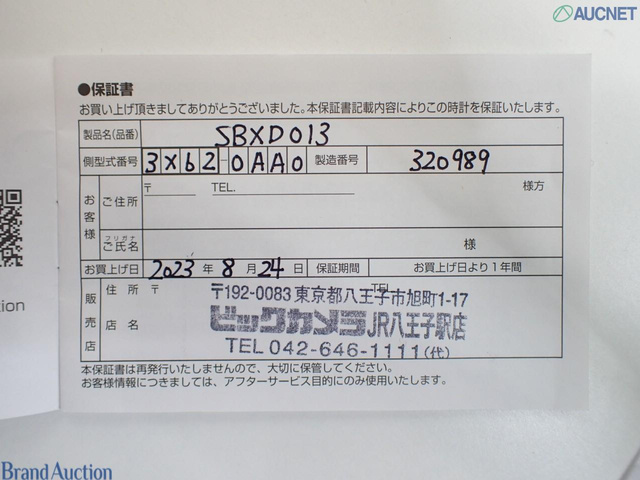 AUCNET
●保証書
お買い上げ頂きましてありがとうございました。本保証書記載内容によりこの時計を保証いたします。
製品名(品番) SBXD013
側型式番号 3X62-0AA0 製造番号 320989
お客様 ご住所 〒 TEL. 様方
フリガナ
ご氏名 様
お買上げ日 2023年 8月 24日 保証期間 お買上げ日より1年間
販売店 住所 〒 TEL
〒192-0083 東京都八王子市旭町1-17
店名 ビックカメラ JR八王子駅店
TEL 042-646-1111(代)
本保証書は再発行いたしませんので、大切に保管してください。
お客様情報につきましては、アフターサービス目的にのみ使用いたします。
tion
Brand Auction